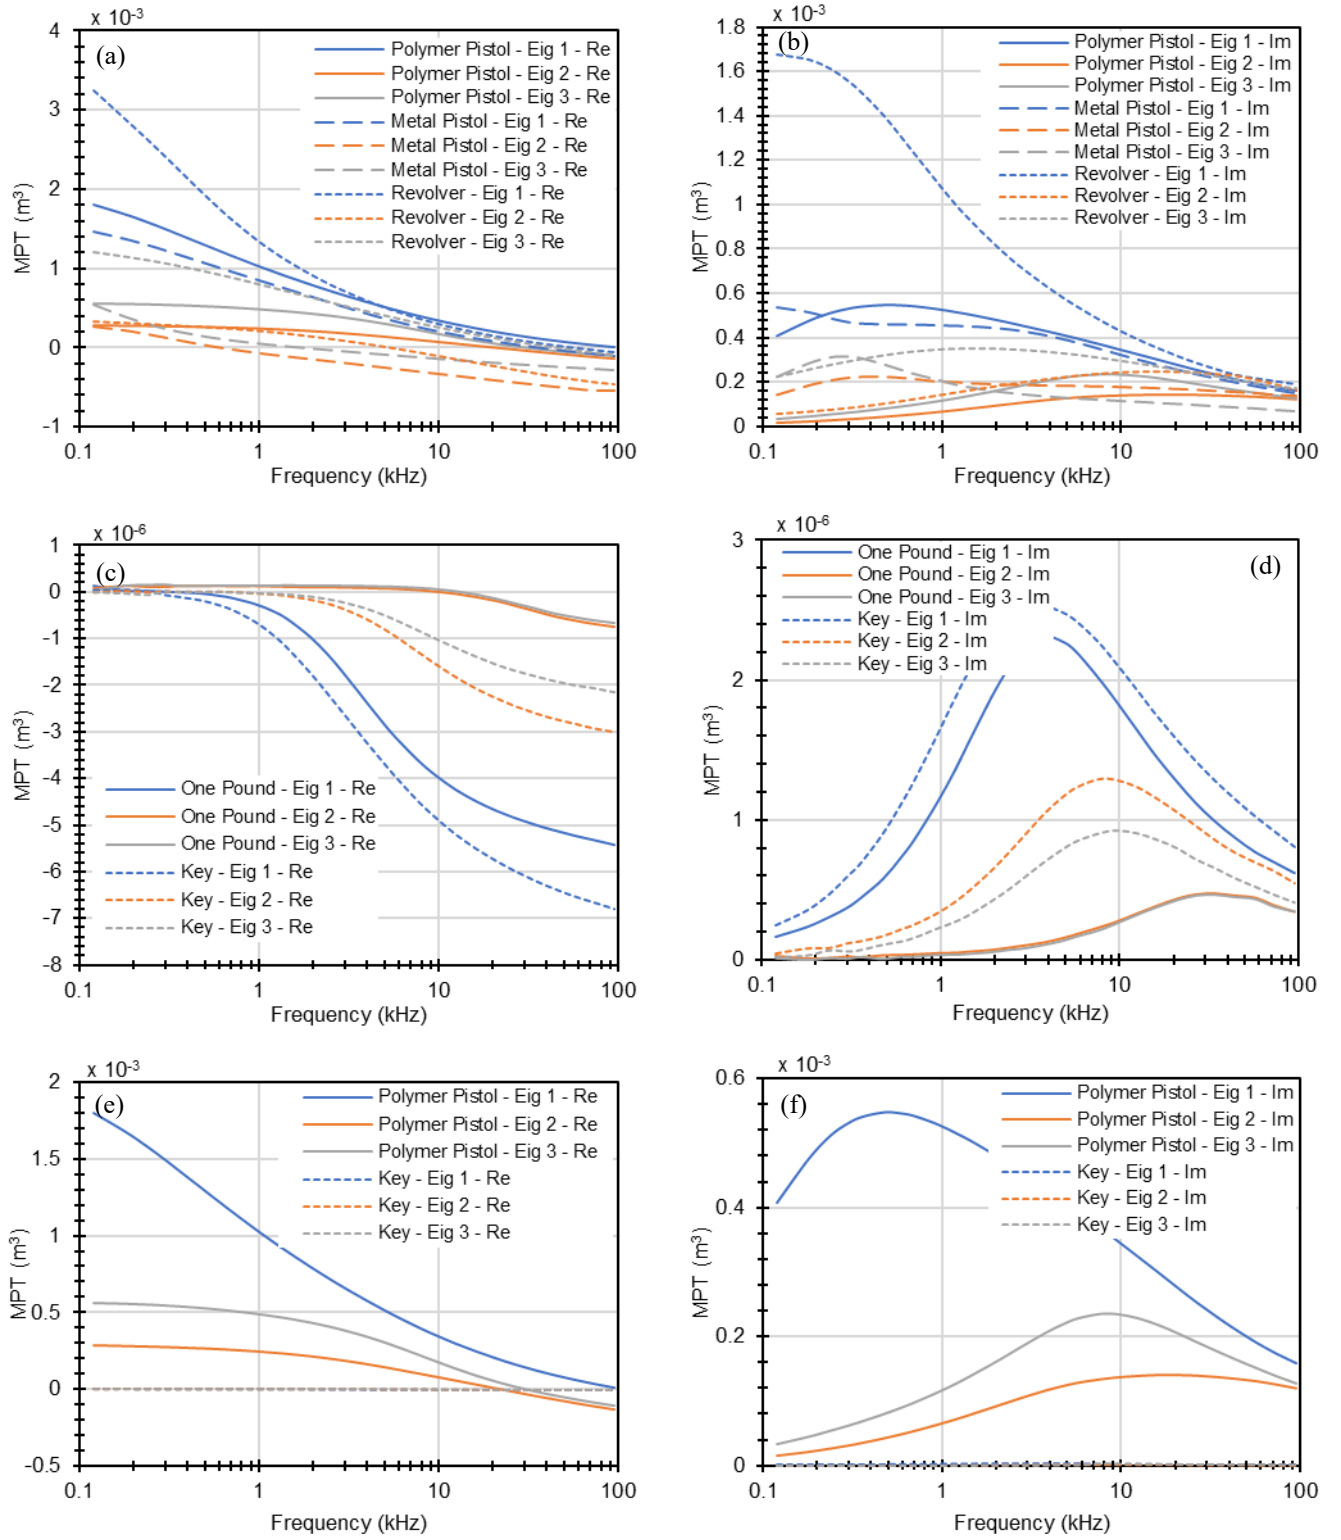 x 10-3
(a)
4
3
2
1
0
-1
MPT (m3)
Polymer Pistol - Eig 1 - Re
Polymer Pistol - Eig 2 - Re
Polymer Pistol - Eig 3 - Re
Metal Pistol - Eig 1 - Re
Metal Pistol - Eig 2 - Re
Metal Pistol - Eig 3 - Re
Revolver - Eig 1 - Re
Revolver - Eig 2 - Re
Revolver - Eig 3 - Re
0.1 1 10 100
Frequency (kHz)
x 10-3
(b)
1.8
1.6
1.4
1.2
1
0.8
0.6
0.4
0.2
0
MPT (m3)
Polymer Pistol - Eig 1 - Im
Polymer Pistol - Eig 2 - Im
Polymer Pistol - Eig 3 - Im
Metal Pistol - Eig 1 - Im
Metal Pistol - Eig 2 - Im
Metal Pistol - Eig 3 - Im
Revolver - Eig 1 - Im
Revolver - Eig 2 - Im
Revolver - Eig 3 - Im
0.1 1 10 100
Frequency (kHz)
x 10-6
(c)
1
0
-1
-2
-3
-4
-5
-6
-7
-8
MPT (m3)
One Pound - Eig 1 - Re
One Pound - Eig 2 - Re
One Pound - Eig 3 - Re
Key - Eig 1 - Re
Key - Eig 2 - Re
Key - Eig 3 - Re
0.1 1 10 100
Frequency (kHz)
x 10-6
(d)
3
2
1
0
MPT (m3)
One Pound - Eig 1 - Im
One Pound - Eig 2 - Im
One Pound - Eig 3 - Im
Key - Eig 1 - Im
Key - Eig 2 - Im
Key - Eig 3 - Im
0.1 1 10 100
Frequency (kHz)
x 10-3
(e)
2
1.5
1
0.5
0
-0.5
MPT (m3)
Polymer Pistol - Eig 1 - Re
Polymer Pistol - Eig 2 - Re
Polymer Pistol - Eig 3 - Re
Key - Eig 1 - Re
Key - Eig 2 - Re
Key - Eig 3 - Re
0.1 1 10 100
Frequency (kHz)
x 10-3
(f)
0.6
0.4
0.2
0
MPT (m3)
Polymer Pistol - Eig 1 - Im
Polymer Pistol - Eig 2 - Im
Polymer Pistol - Eig 3 - Im
Key - Eig 1 - Im
Key - Eig 2 - Im
Key - Eig 3 - Im
0.1 1 10 100
Frequency (kHz)